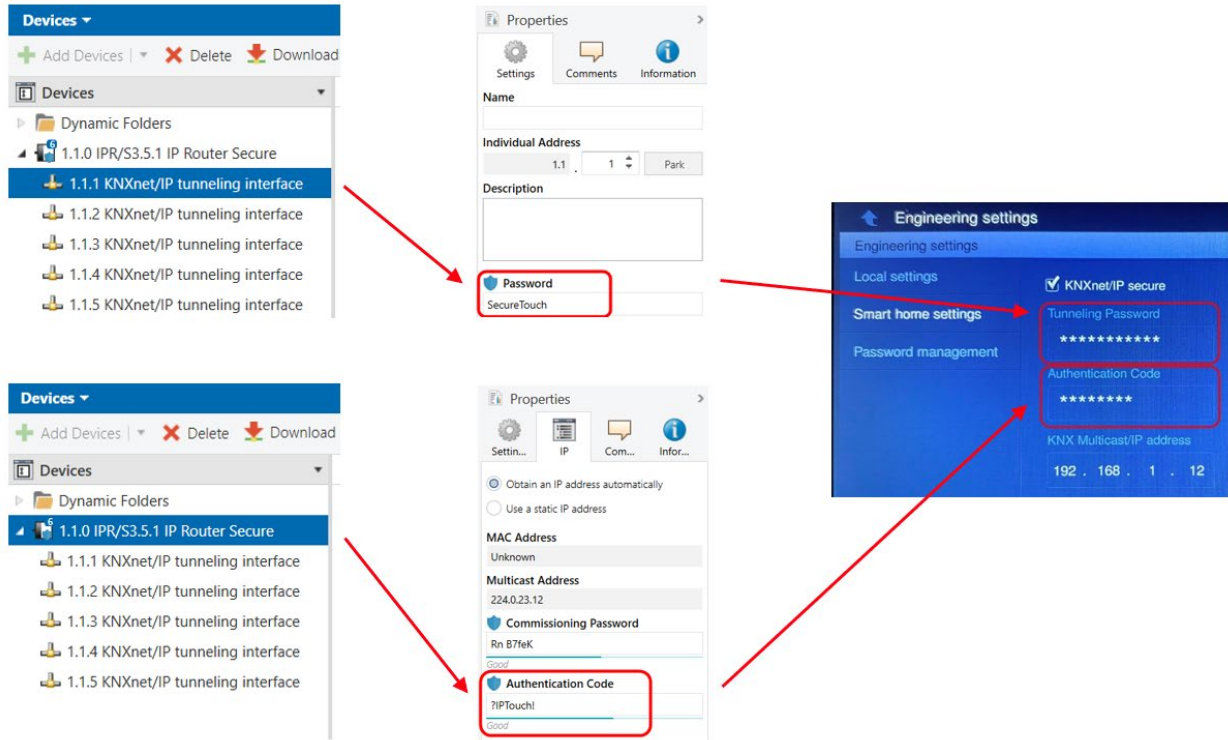 Devices
Add Devices
Delete
Download
Devices
Dynamic Folders
6
1.1.0 IPR/S3.5.1 IP Router Secure
1.1.1 KNXnet/IP tunneling interface
1.1.2 KNXnet/IP tunneling interface
1.1.3 KNXnet/IP tunneling interface
1.1.4 KNXnet/IP tunneling interface
1.1.5 KNXnet/IP tunneling interface
Properties
Settings Comments Information
Name
Individual Address
1.1 . 1 Park
Description
Password
SecureTouch
Engineering settings
Engineering settings
Local settings
Smart home settings
Password management
KNXnet/IP secure
Tunneling Password
***********
Authentication Code
********
KNX Multicast/IP address
192 . 168 . 1 . 12
Devices
Add Devices
Delete
Download
Devices
Dynamic Folders
6
1.1.0 IPR/S3.5.1 IP Router Secure
1.1.1 KNXnet/IP tunneling interface
1.1.2 KNXnet/IP tunneling interface
1.1.3 KNXnet/IP tunneling interface
1.1.4 KNXnet/IP tunneling interface
1.1.5 KNXnet/IP tunneling interface
Properties
Settin... IP Com... Infor...
Obtain an IP address automatically
Use a static IP address
MAC Address
Unknown
Multicast Address
224.0.23.12
Commissioning Password
Rn B7feK
Good
Authentication Code
?IPTouch!
Good